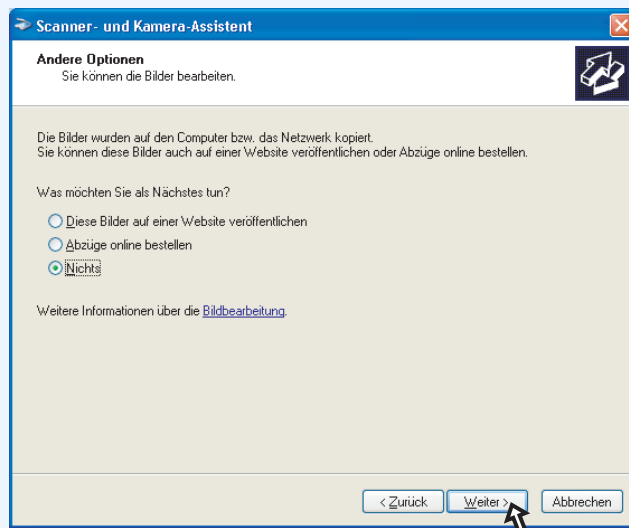 Scanner- und Kamera-Assistent
Andere Optionen
Sie können die Bilder bearbeiten.
Die Bilder wurden auf den Computer bzw. das Netzwerk kopiert.
Sie können diese Bilder auch auf einer Website veröffentlichen oder Abzüge online bestellen.
Was möchten Sie als Nächstes tun?
Diese Bilder auf einer Website veröffentlichen
Abzüge online bestellen
Nichts
Weitere Informationen über die Bildbearbeitung.
< Zurück Weiter > Abbrechen